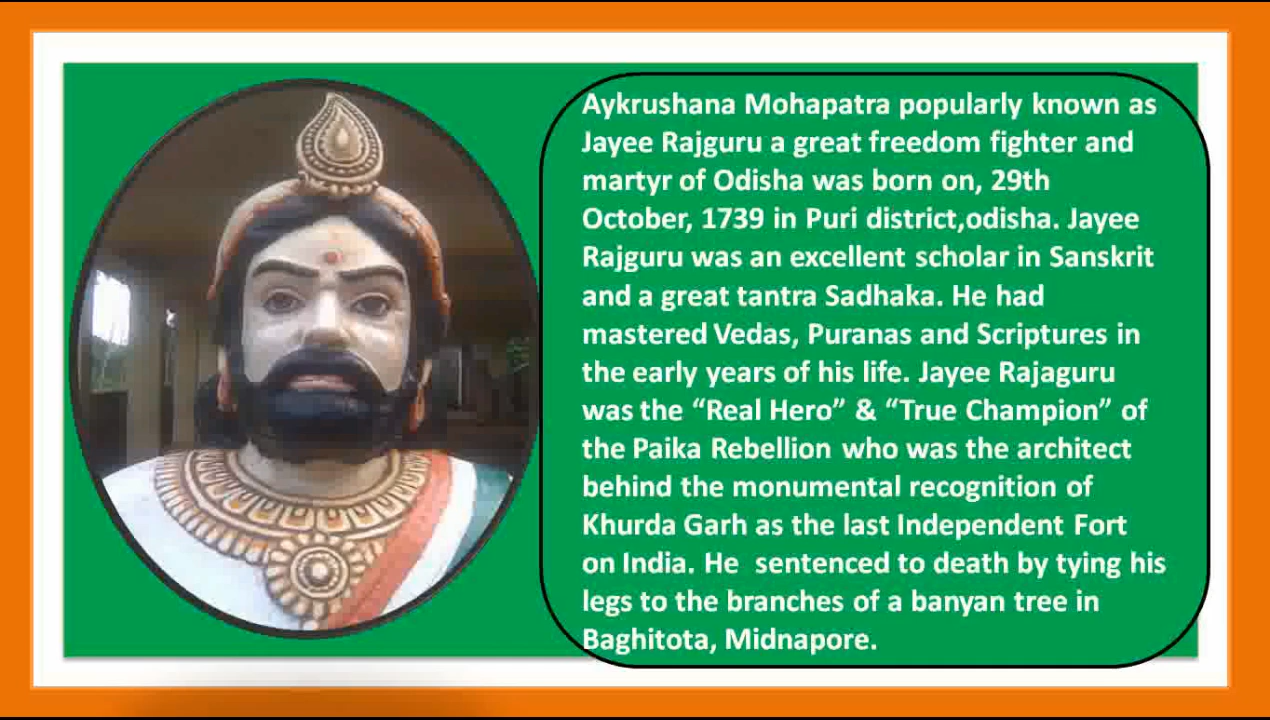 Aykrushana Mohapatra popularly known as
Jayee Rajguru a great freedom fighter and
martyr of Odisha was born on, 29th
October, 1739 in Puri district,odisha. Jayee
Rajguru was an excellent scholar in Sanskrit
and a great tantra Sadhaka. He had
mastered Vedas, Puranas and Scriptures in
the early years of his life. Jayee Rajaguru
was the “Real Hero” & “True Champion” of
the Paika Rebellion who was the architect
behind the monumental recognition of
Khurda Garh as the last Independent Fort
on India. He  sentenced to death by tying his
legs to the branches of a banyan tree in
Baghitota, Midnapore.